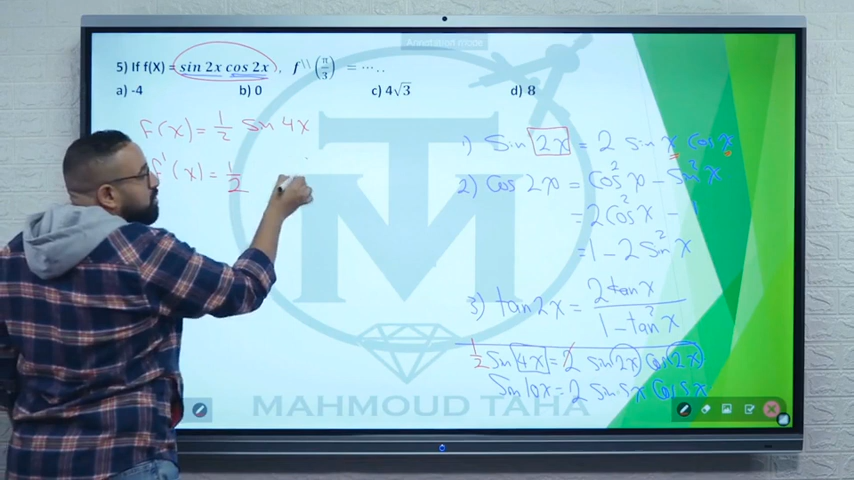 Annotation mode
5) If f(X) = sin 2x cos 2x , f\\ (π/3) = ....
a) -4 b) 0 c) 4√3 d) 8
f(x) = 1/2 sin 4x
f'(x) = 1/2
1) Sin 2x = 2 sin x cos x
2) Cos 2x = cos²x - sin²x
= 2cos²x - 1
= 1 - 2 sin²x
3) tan 2x = 2 tan x / 1 - tan²x
1/2 Sin 4x = 2 sin 2x cos 2x
Sin 10x = 2 sin 5x cos 5x
TM
MAHMOUD TAHA